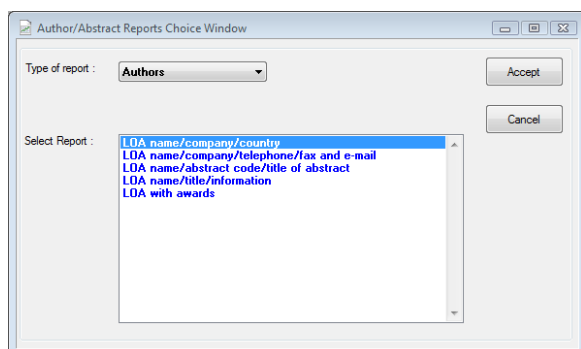 Author/Abstract Reports Choice Window
Type of report :
Authors
Accept
Cancel
Select Report :
LOA name/company/country
LOA name/company/telephone/fax and e-mail
LOA name/abstract code/title of abstract
LOA name/title/information
LOA with awards